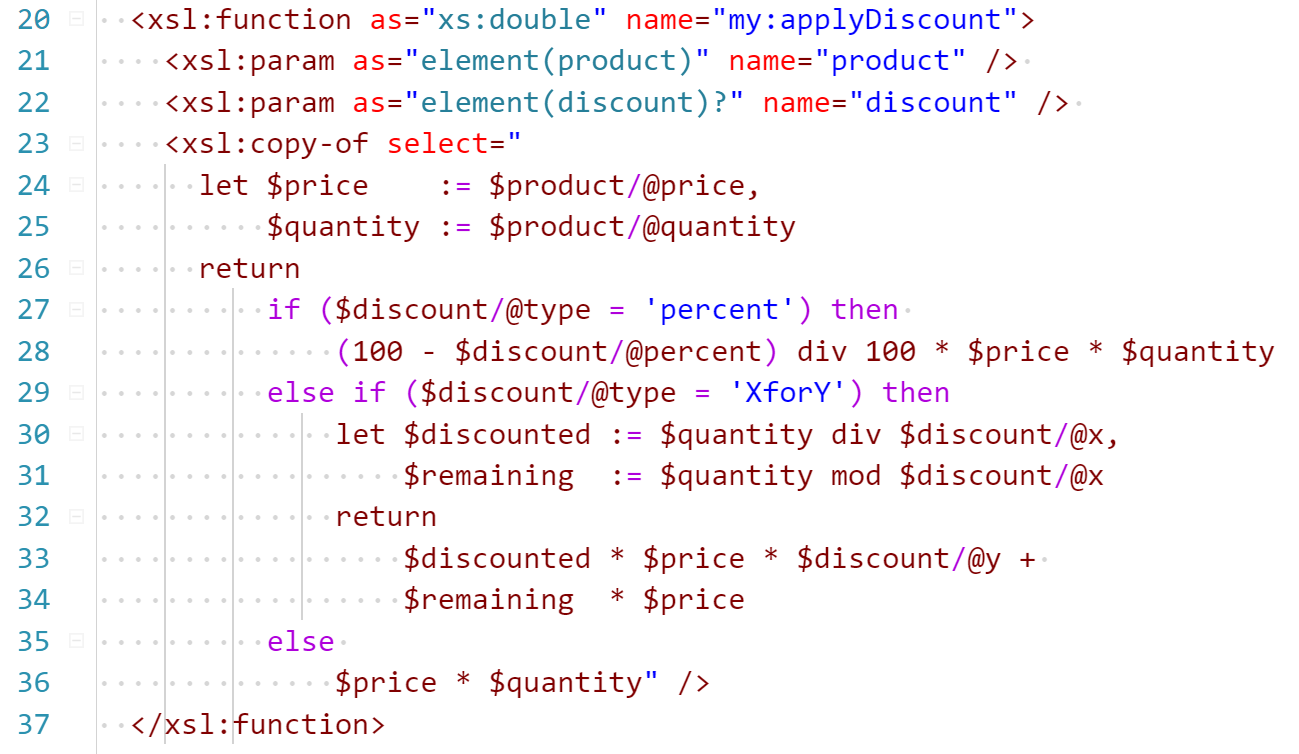 20   <xsl:function as="xs:double" name="my:applyDiscount">
21     <xsl:param as="element(product)" name="product" />
22     <xsl:param as="element(discount)?" name="discount" />
23     <xsl:copy-of select="
24       let $price    := $product/@price,
25           $quantity := $product/@quantity
26       return
27           if ($discount/@type = 'percent') then
28               (100 - $discount/@percent) div 100 * $price * $quantity
29           else if ($discount/@type = 'XforY') then
30               let $discounted := $quantity div $discount/@x,
31                   $remaining  := $quantity mod $discount/@x
32               return
33                   $discounted * $price * $discount/@y +
34                   $remaining  * $price
35           else
36               $price * $quantity" />
37   </xsl:function>